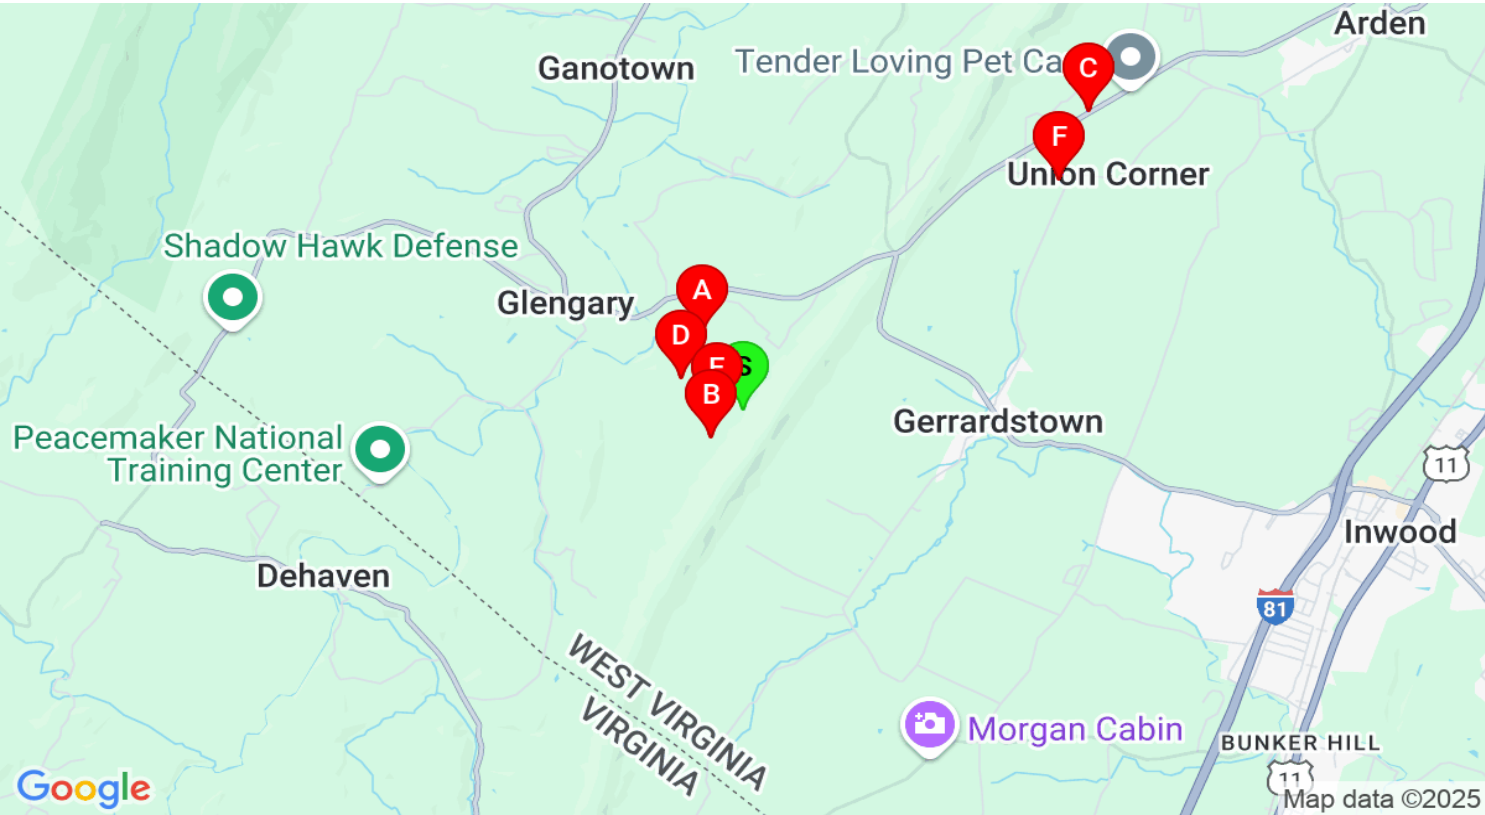 Arden
Ganotown
Tender Loving Pet Ca
C
F
Union Corner
Shadow Hawk Defense
Glengary
A
D
E
S
B
Gerrardstown
Peacemaker National
Training Center
11
Inwood
Dehaven
81
WEST VIRGINIA
VIRGINIA
Morgan Cabin
BUNKER HILL
11
Google
Map data ©2025